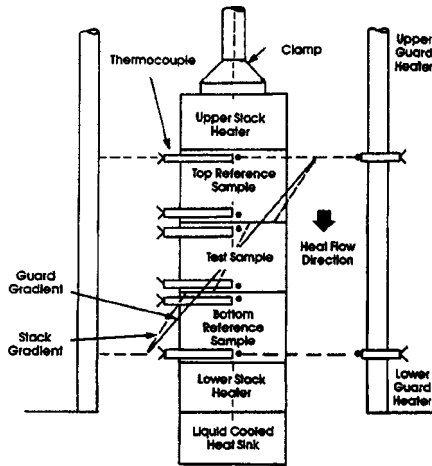 Upper
Guard
Heater
Clamp
Thermocouple
Upper Stack
Heater
Top Reference
Sample
Heat Flow
Direction
Test Sample
Guard
Gradient
Stack
Gradient
Bottom
Reference
Sample
Lower Stack
Heater
Lower
Guard
Heater
Liquid Cooled
Heat Sink